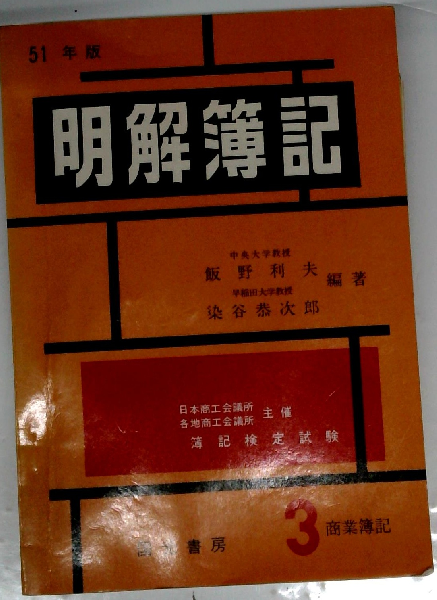 51年版
明解簿記
中央大学教授
飯野利夫
早稲田大学教授
染谷恭次郎
編著
日本商工会議所
各地商工会議所
主催
簿記検定試験
書房
3 商業簿記